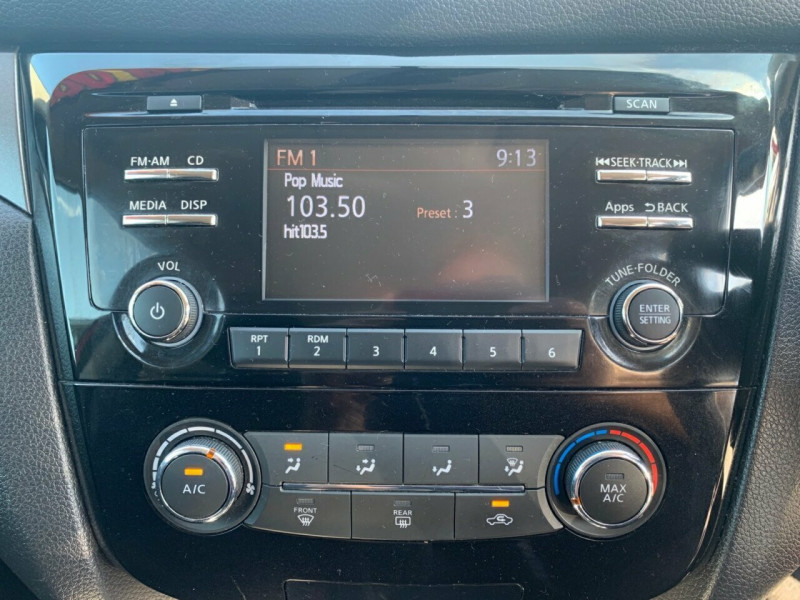 SCAN
FM·AM CD
MEDIA DISP
VOL
FM 1 9:13
Pop Music
103.50 Preset : 3
hit103.5
SEEK·TRACK
Apps BACK
TUNE·FOLDER
ENTER
SETTING
RPT
1
RDM
2
3
4
5
6
A/C
MAX
A/C
FRONT
REAR